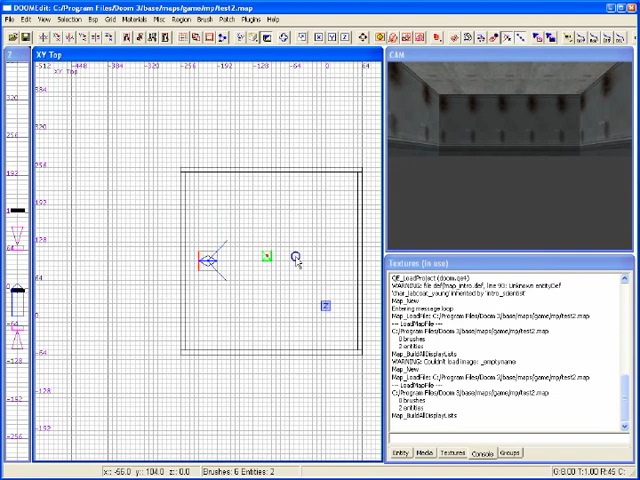 DOOMEdit: C:/Program Files/Doom 3/base/maps/game/mp/test2.map
File Edit View Selection Bsp Grid Materials Misc Region Brush Patch Plugins Help
Z
XY Top
CAM
-512 -448 -384 -320 -256 -192 -128 -64 0 64
XY Top
320
256
192
128
64
0
-64
-128
-192
-256
384
320
256
192
128
64
0
-64
-128
-192
Z
Textures (in use)
QE_LoadProject (doom.qe4)
WARNING: file def/map_intro.def, line 90: Unknown entityDef
'char_labcoat_young' inherited by 'intro_scientist'
Map_New
Entering message loop
Map_LoadFile: C:/Program Files/Doom 3/base/maps/game/mp/test2.map
--- LoadMapFile ---
C:/Program Files/Doom 3/base/maps/game/mp/test2.map
0 brushes
2 entities
Map_BuildAllDisplayLists
WARNING: Couldn't load image: _emptyname
Map_New
Map_LoadFile: C:/Program Files/Doom 3/base/maps/game/mp/test2.map
--- LoadMapFile ---
C:/Program Files/Doom 3/base/maps/game/mp/test2.map
0 brushes
2 entities
Map_BuildAllDisplayLists
Entity Media Textures Console Groups
x:: -56.0 y:: 104.0 z:: 0.0 Brushes: 6 Entities: 2
G:8.00 T:1.00 R:45 C: